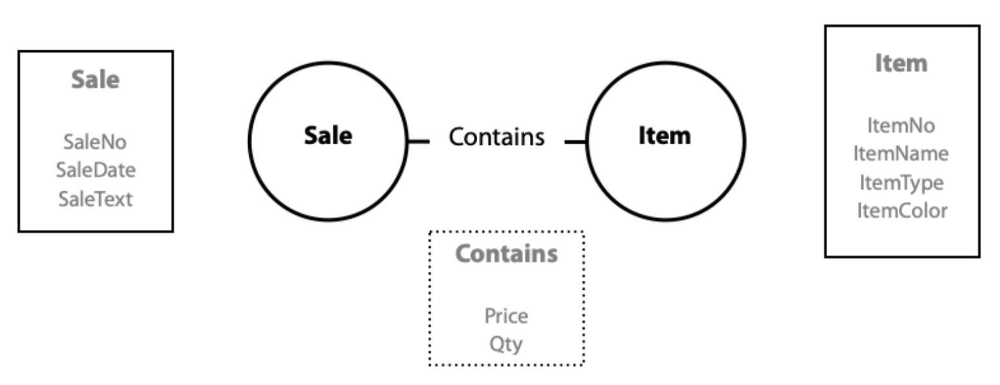 Sale
SaleNo
SaleDate
SaleText
Sale
Contains
Item
Contains
Price
Qty
Item
ItemNo
ItemName
ItemType
ItemColor